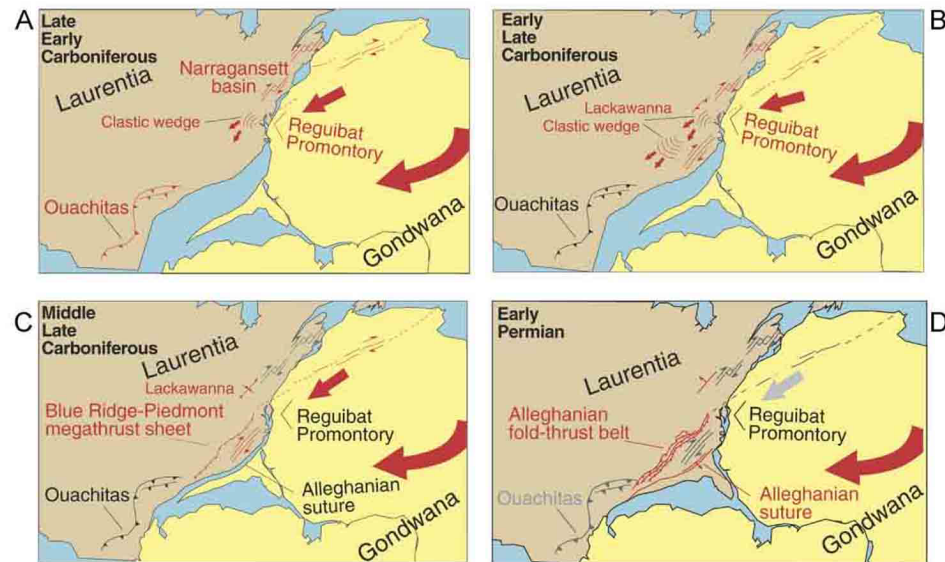 A
Late
Early
Carboniferous
Laurentia
Narragansett
basin
Clastic wedge
Reguibat
Promontory
Ouachitas
Gondwana
B
Early
Late
Carboniferous
Laurentia
Lackawanna
Clastic wedge
Reguibat
Promontory
Ouachitas
Gondwana
C
Middle
Late
Carboniferous
Laurentia
Lackawanna
Blue Ridge-Piedmont
megathrust sheet
Reguibat
Promontory
Ouachitas
Alleghanian
suture
Gondwana
D
Early
Permian
Laurentia
Alleghanian
fold-thrust belt
Reguibat
Promontory
Ouachitas
Alleghanian
suture
Gondwana